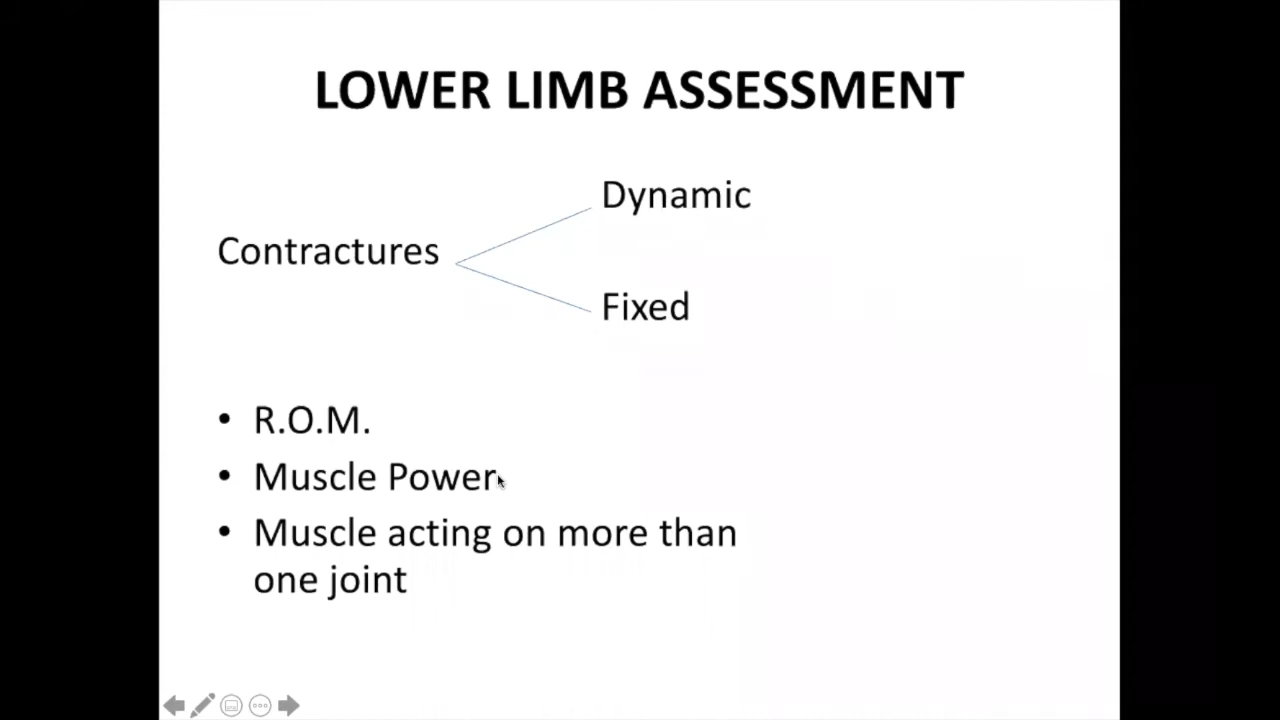 LOWER LIMB ASSESSMENT
Dynamic
Contractures
Fixed
• R.O.M.
• Muscle Power
• Muscle acting on more than
one joint